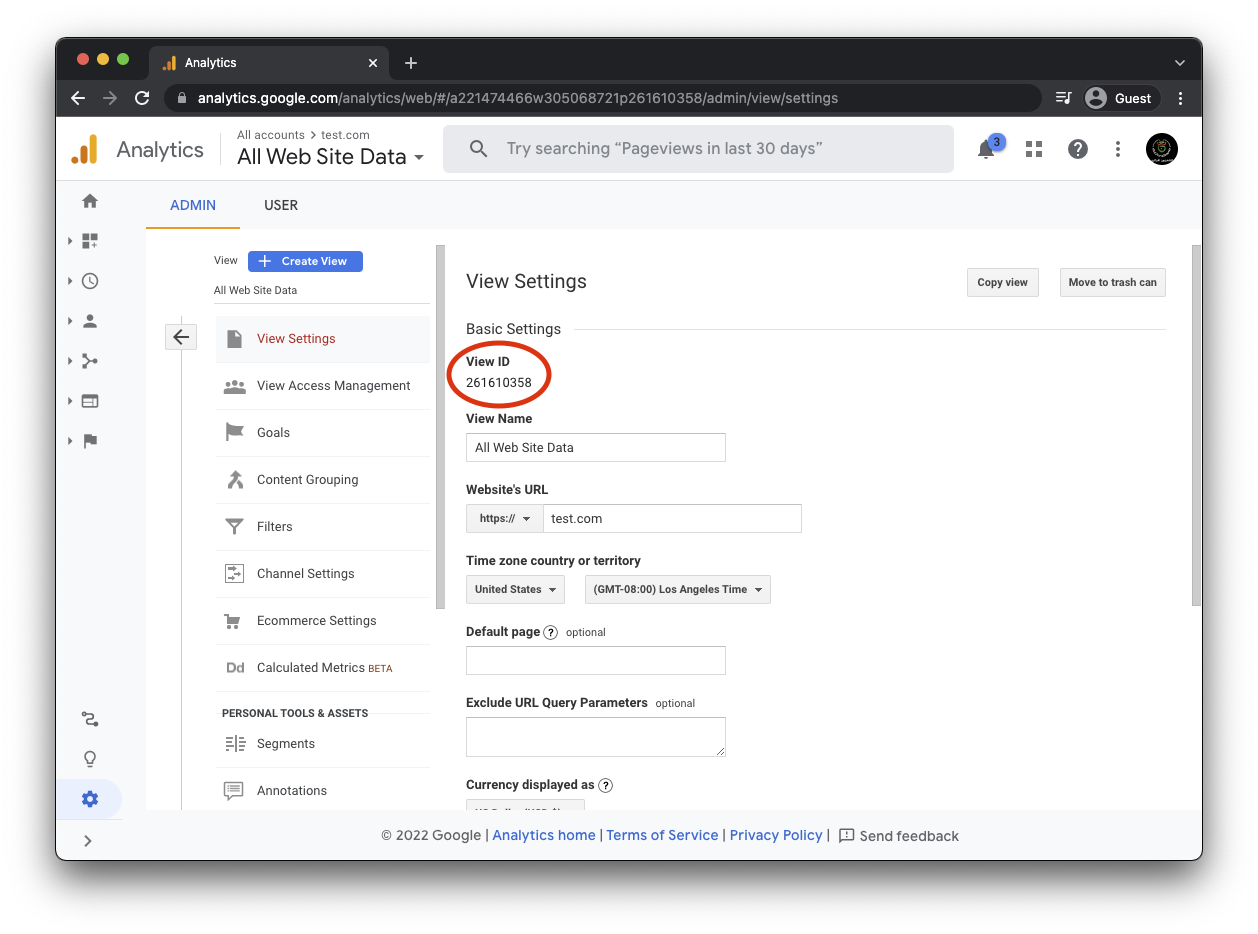 Analytics
analytics.google.com/analytics/web/#/a221474466w305068721p261610358/admin/view/settings
Guest
Analytics
All accounts > test.com
All Web Site Data
Try searching “Pageviews in last 30 days”
3
ADMIN
USER
View
Create View
All Web Site Data
View Settings
View Access Management
Goals
Content Grouping
Filters
Channel Settings
Ecommerce Settings
Dd Calculated Metrics BETA
PERSONAL TOOLS & ASSETS
Segments
Annotations
View Settings
Copy view
Move to trash can
Basic Settings
View ID
261610358
View Name
All Web Site Data
Website's URL
https://
test.com
Time zone country or territory
United States
(GMT-08:00) Los Angeles Time
Default page ? optional
Exclude URL Query Parameters optional
Currency displayed as ?
© 2022 Google | Analytics home | Terms of Service | Privacy Policy | Send feedback